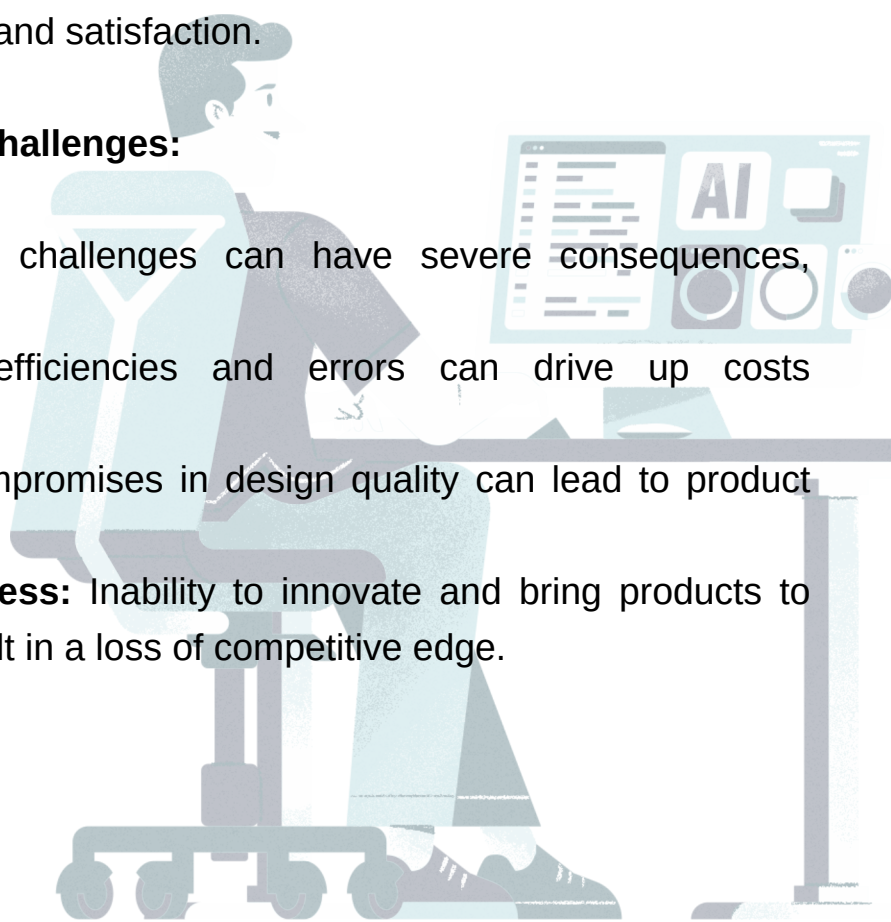 and satisfaction.
hallenges:
challenges can have severe consequences,
efficiencies and errors can drive up costs
mpromises in design quality can lead to product
ess: Inability to innovate and bring products to
lt in a loss of competitive edge.
AI